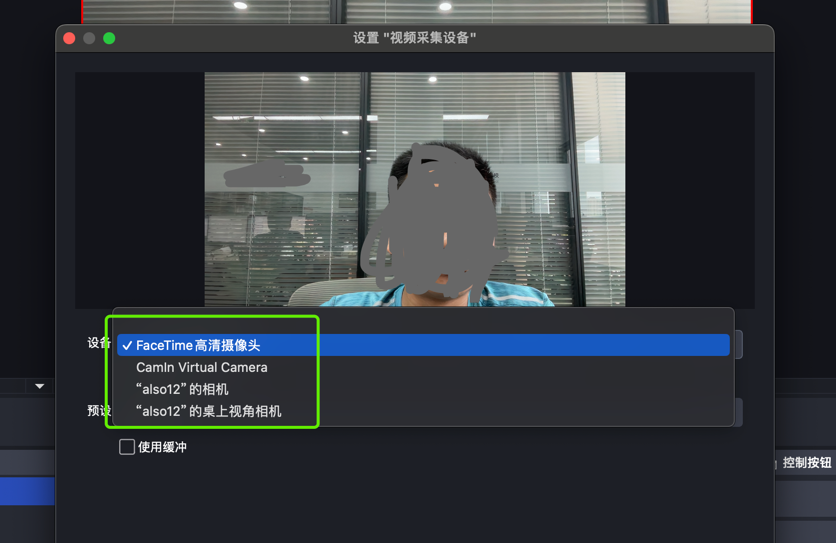 设置 "视频采集设备"
设备
✓ FaceTime高清摄像头
CamIn Virtual Camera
“also12”的相机
“also12”的桌上视角相机
预设
使用缓冲
控制按钮